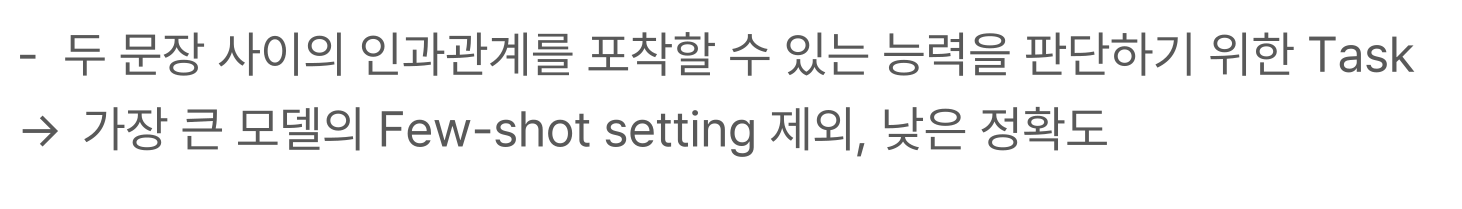 - 두 문장 사이의 인과관계를 포착할 수 있는 능력을 판단하기 위한 Task
→ 가장 큰 모델의 Few-shot setting 제외, 낮은 정확도